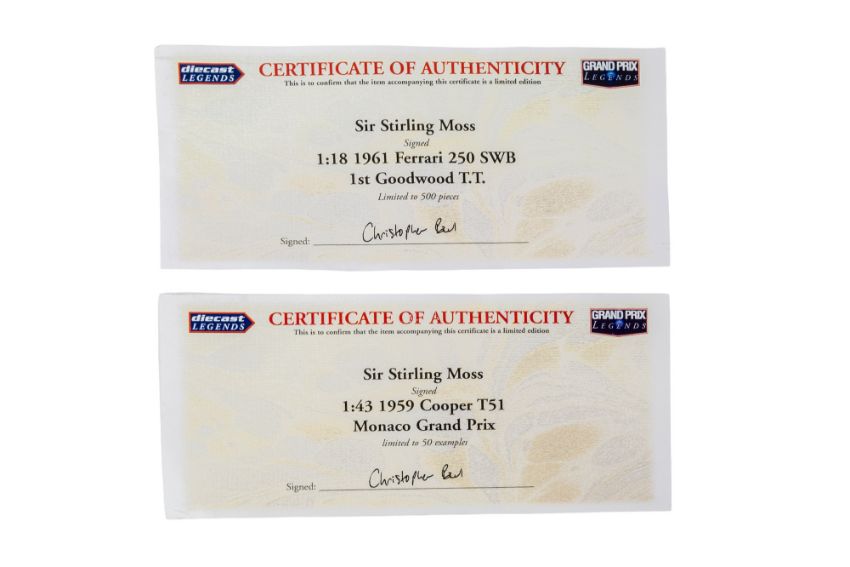 diecast LEGENDS
CERTIFICATE OF AUTHENTICITY
GRAND PRIX LEGENDS
This is to confirm that the item accompanying this certificate is a limited edition
Sir Stirling Moss
Signed
1:18 1961 Ferrari 250 SWB
1st Goodwood T.T.
Limited to 500 pieces
Signed: Christopher
diecast LEGENDS
CERTIFICATE OF AUTHENTICITY
GRAND PRIX LEGENDS
This is to confirm that the item accompanying this certificate is a limited edition
Sir Stirling Moss
Signed
1:43 1959 Cooper T51
Monaco Grand Prix
limited to 50 examples
Signed: Christopher